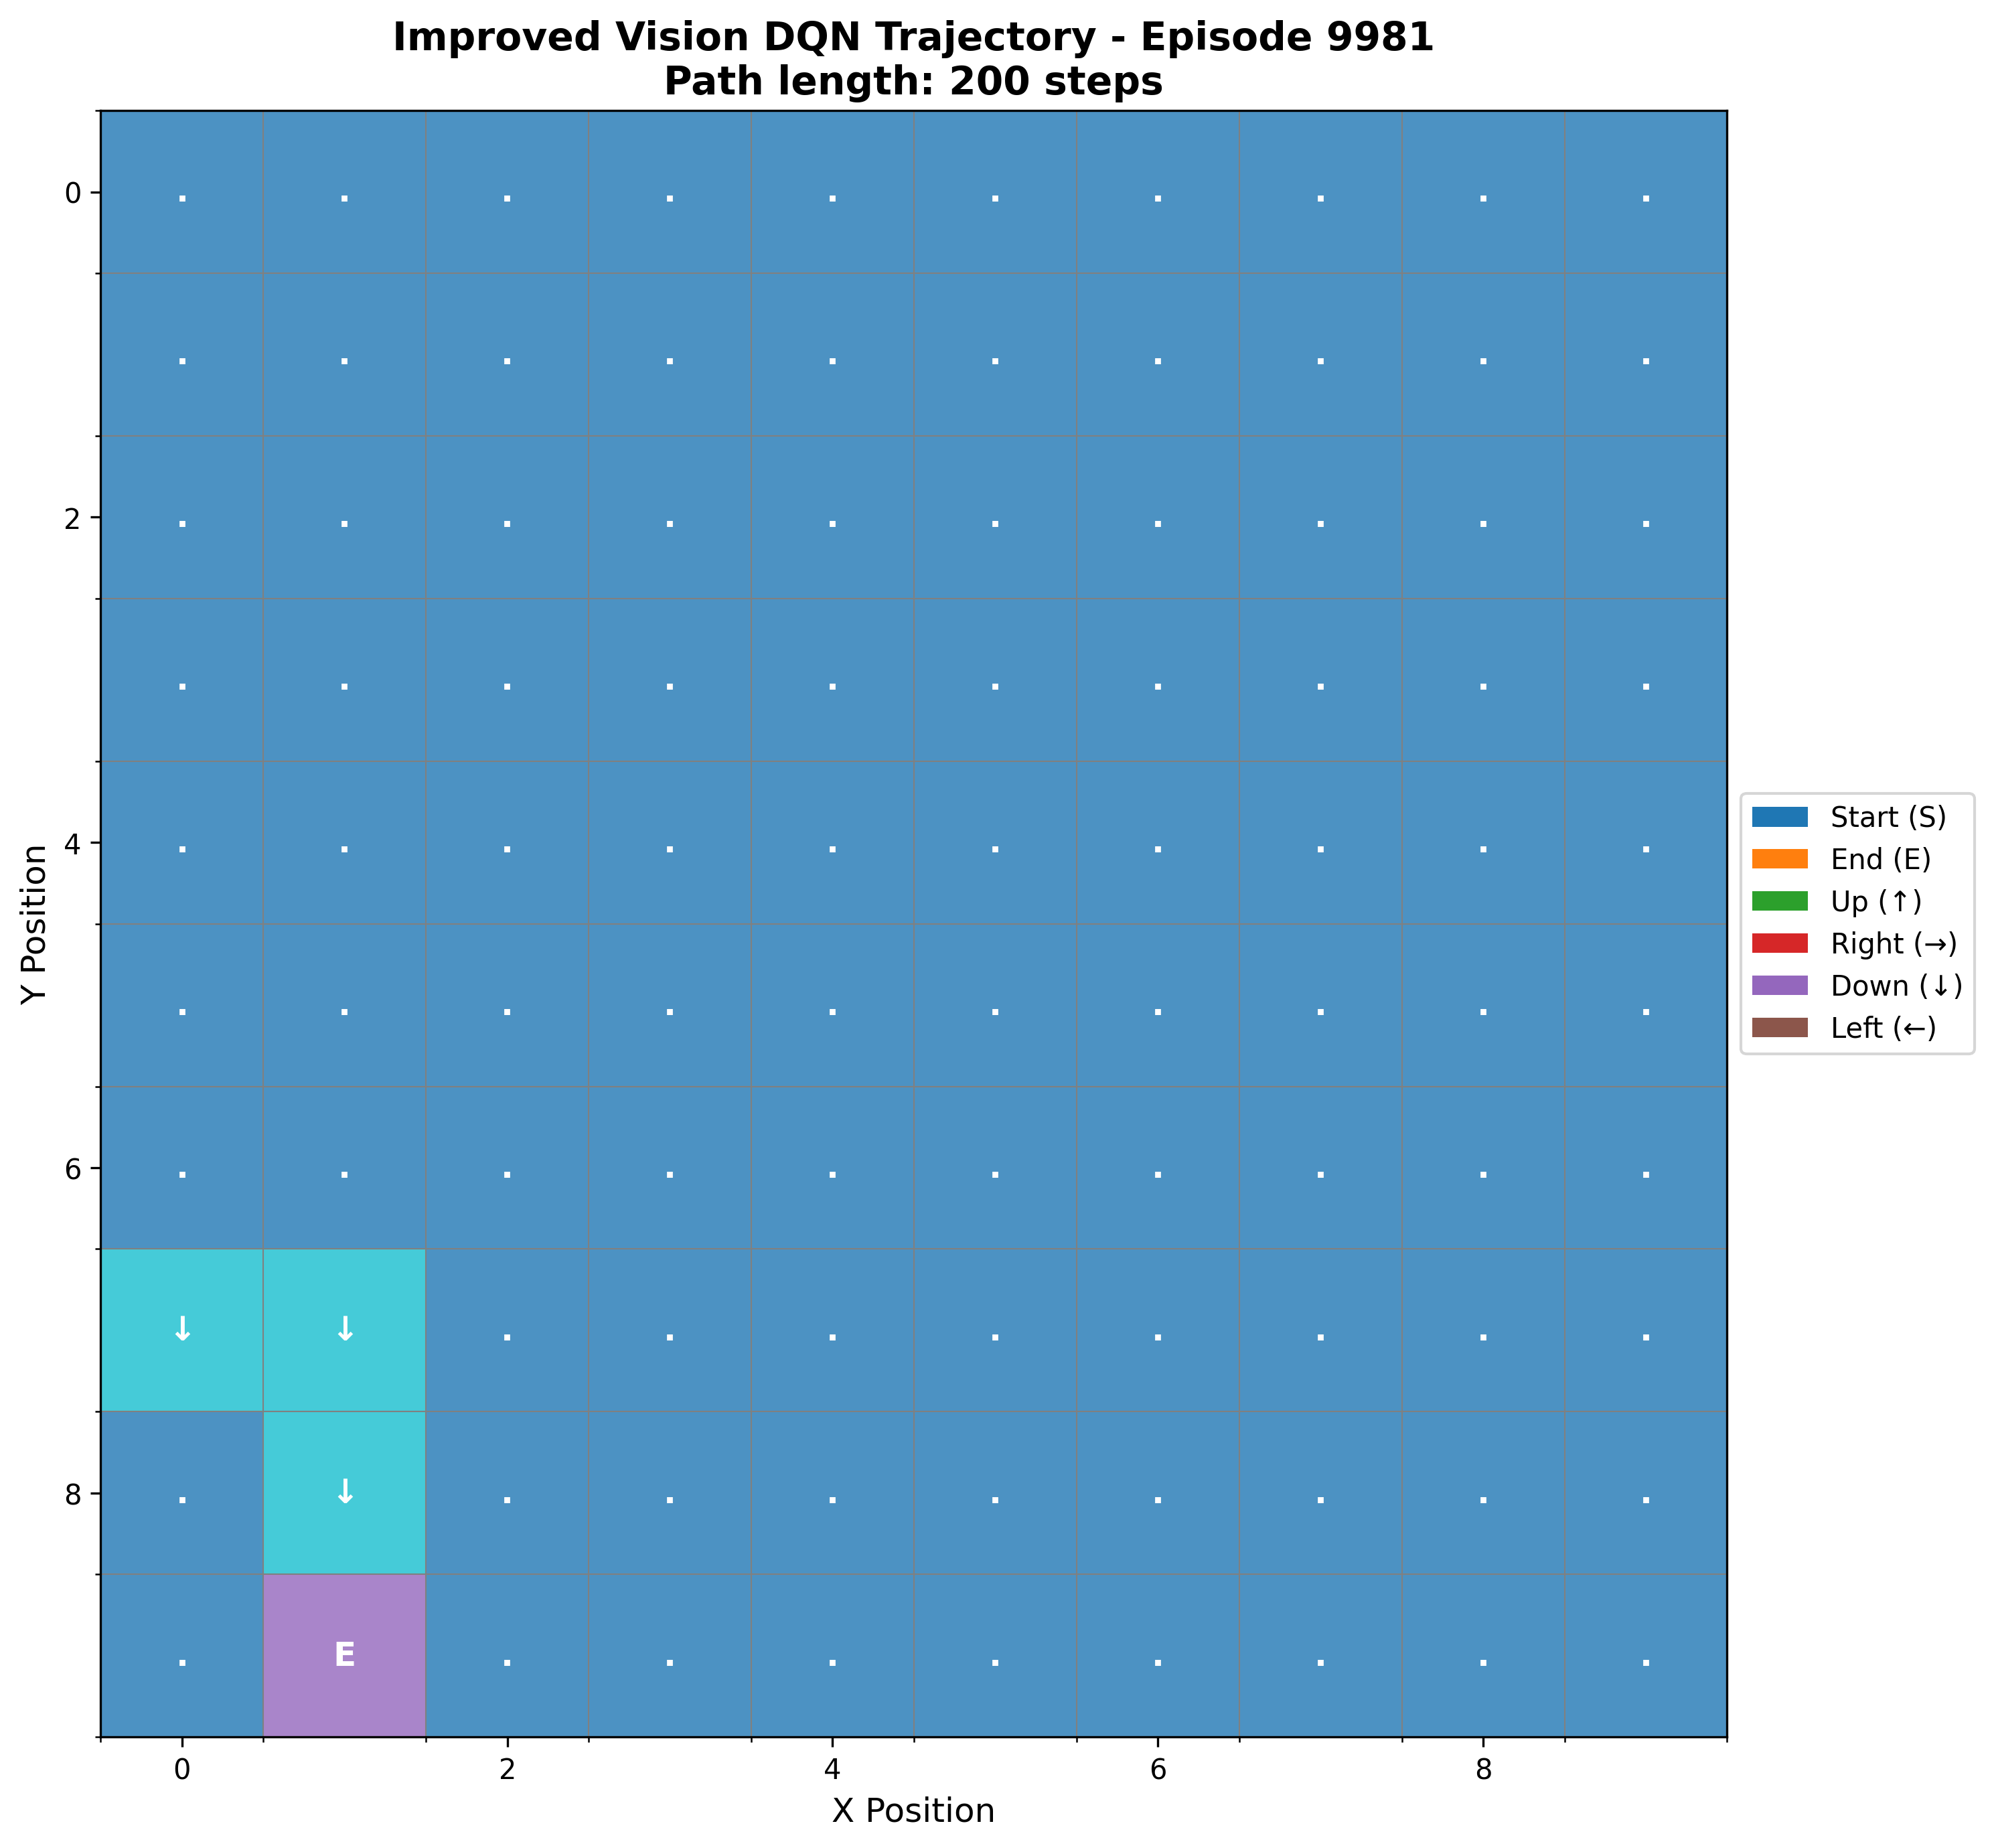 Improved Vision DQN Trajectory - Episode 9981
Path length: 200 steps
Y Position
0
. . . . . . . . . .
. . . . . . . . . .
2
. . . . . . . . . .
. . . . . . . . . .
4
. . . . . . . . . .
. . . . . . . . . .
6
. . . . . . . . . .
↓ ↓ . . . . . . . .
8
. ↓ . . . . . . . .
. E . . . . . . . .
0 2 4 6 8
X Position
Start (S)
End (E)
Up (↑)
Right (→)
Down (↓)
Left (←)